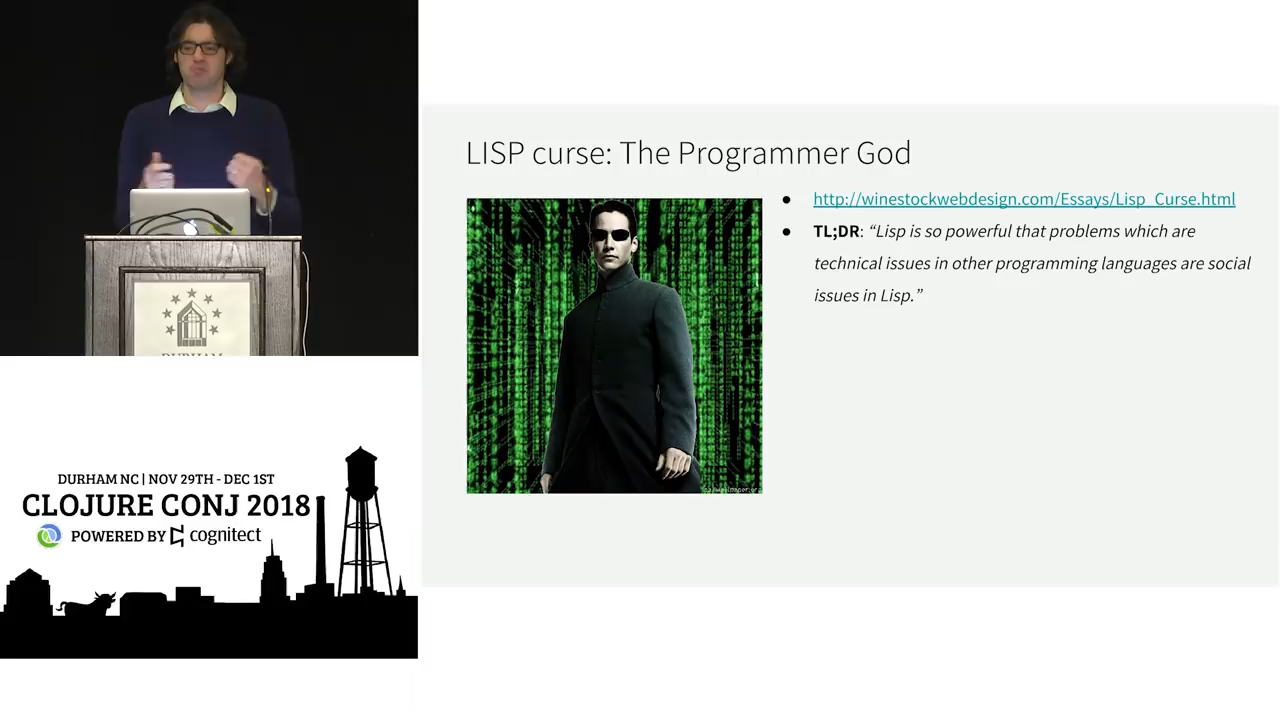 LISP curse: The Programmer God
http://winestockwebdesign.com/Essays/Lisp_Curse.html
TL;DR: “Lisp is so powerful that problems which are
technical issues in other programming languages are social
issues in Lisp.”
DURHAM
DURHAM NC | NOV 29TH - DEC 1ST
CLOJURE CONJ 2018
POWERED BY cognitect